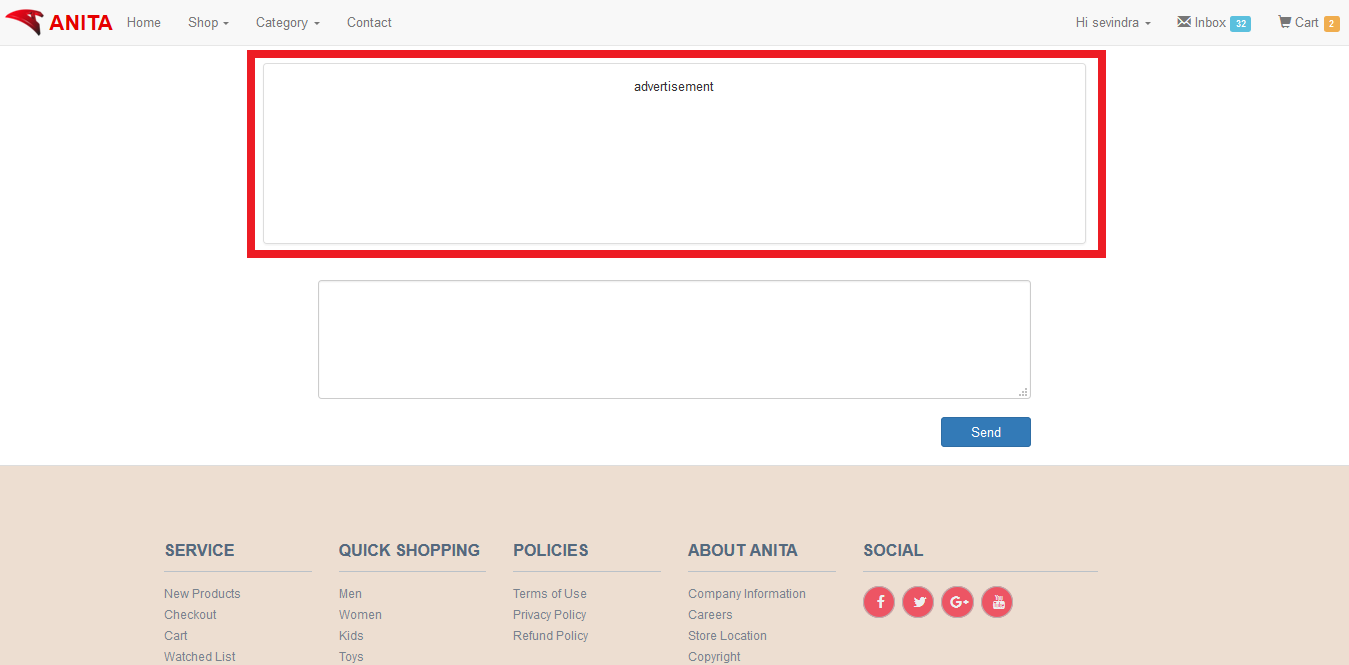 ANITA Home Shop Category Contact Hi sevindra Inbox 32 Cart 2
advertisement
Send
SERVICE QUICK SHOPPING POLICIES ABOUT ANITA SOCIAL
New Products Men Terms of Use Company Information
Checkout Women Privacy Policy Careers
Cart Kids Refund Policy Store Location
Watched List Toys Copyright